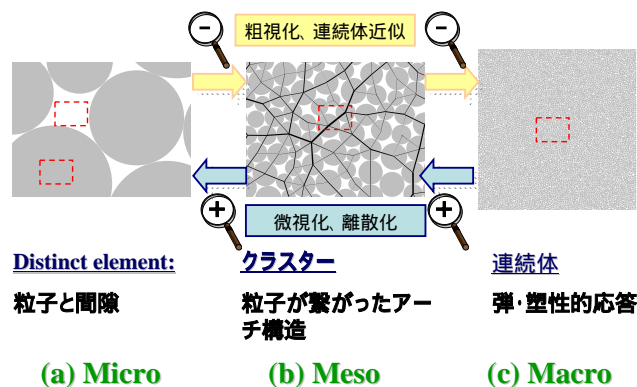 粗視化、連続体近似
微視化、離散化
Distinct element:
粒子と間隙
(a) Micro
クラスター
粒子が繋がったアー
チ構造
(b) Meso
連続体
弾･塑性的応答
(c) Macro